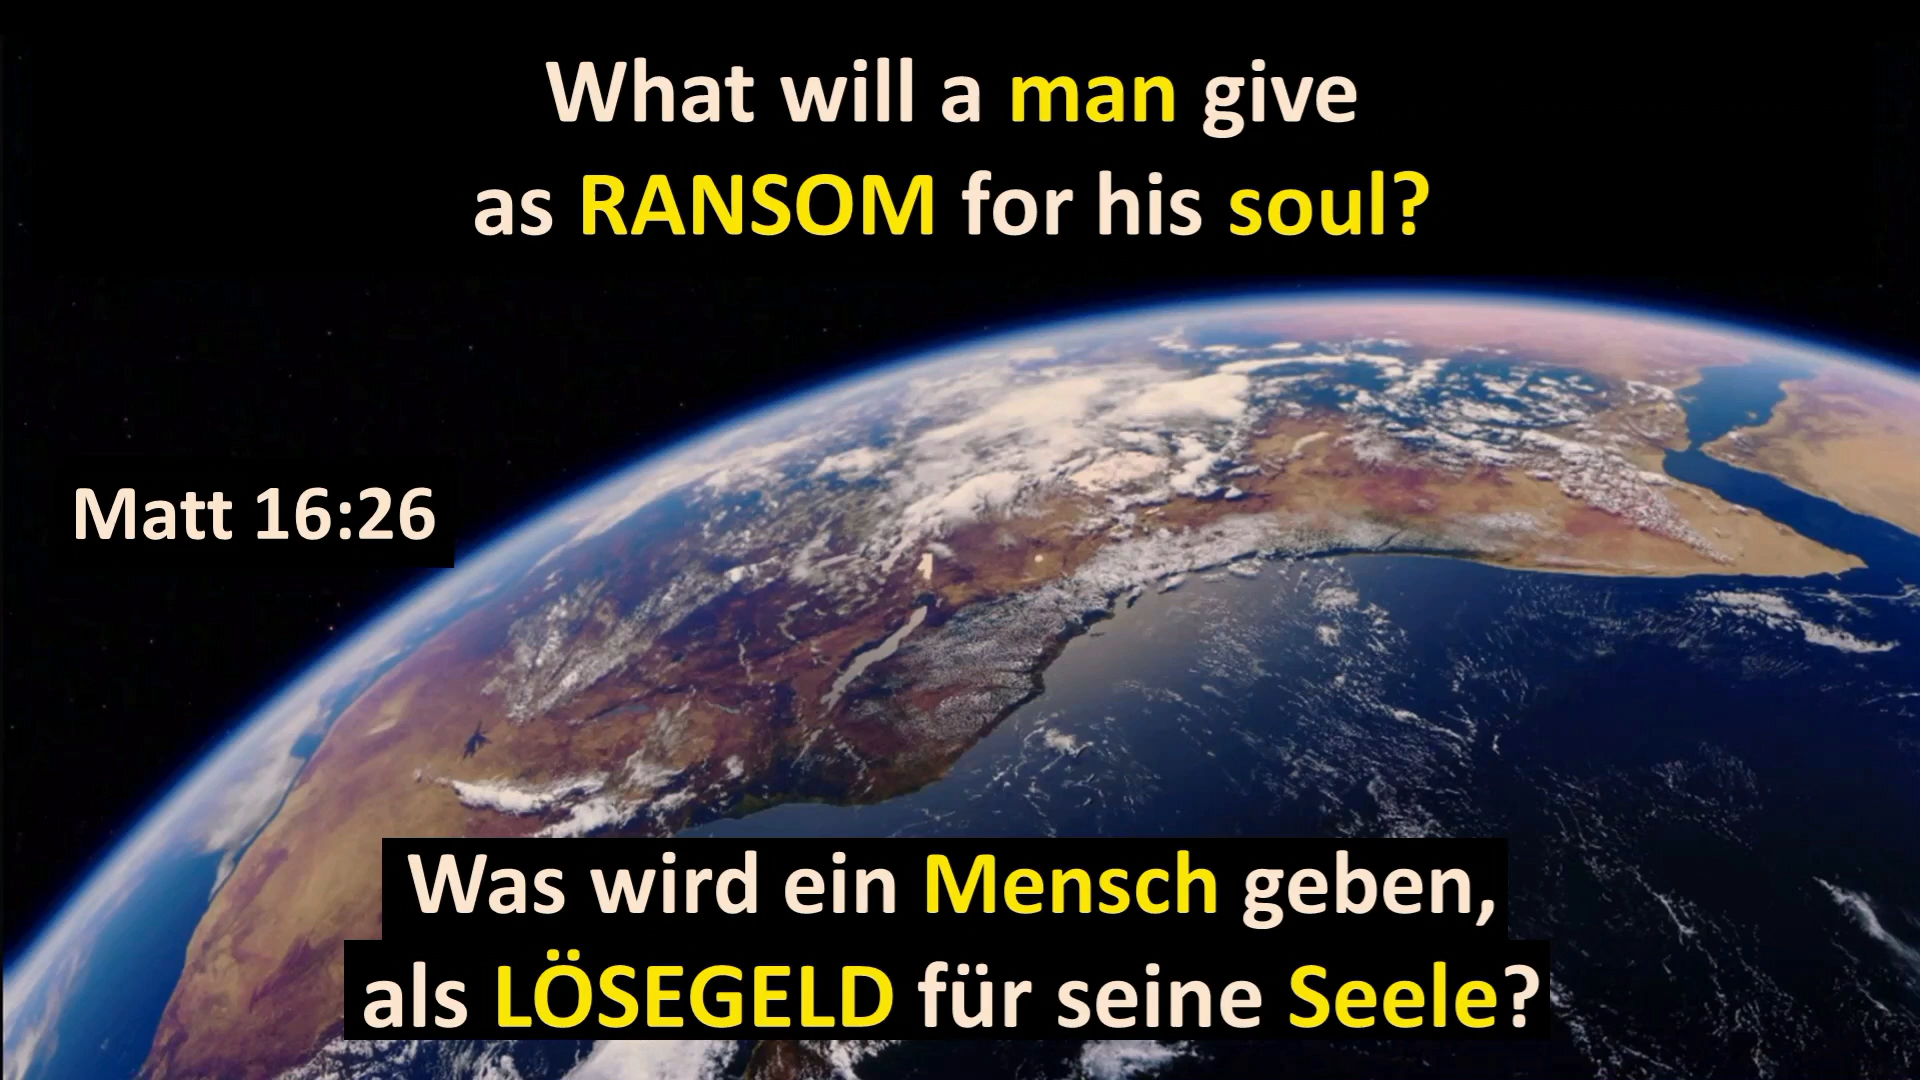 What will a man give
as RANSOM for his soul?
Matt 16:26
Was wird ein Mensch geben,
als LÖSEGELD für seine Seele?